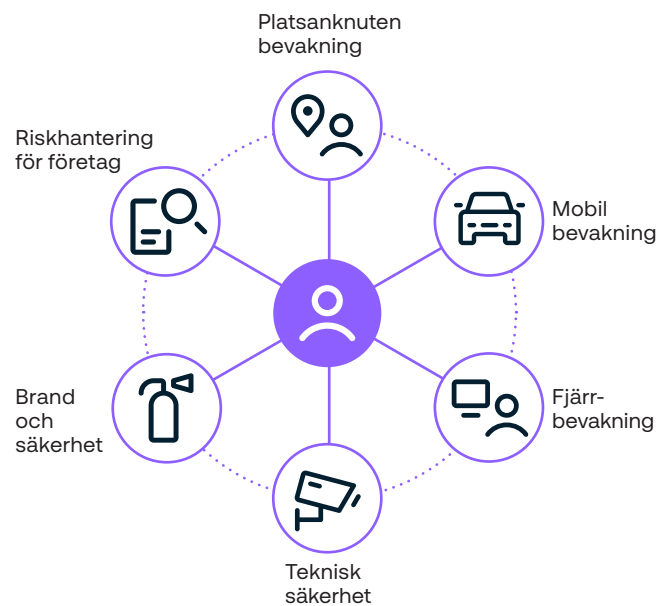 Platsanknuten
bevakning
Riskhantering
för företag
Mobil
bevakning
Brand
och
säkerhet
Fjärr-
bevakning
Teknisk
säkerhet